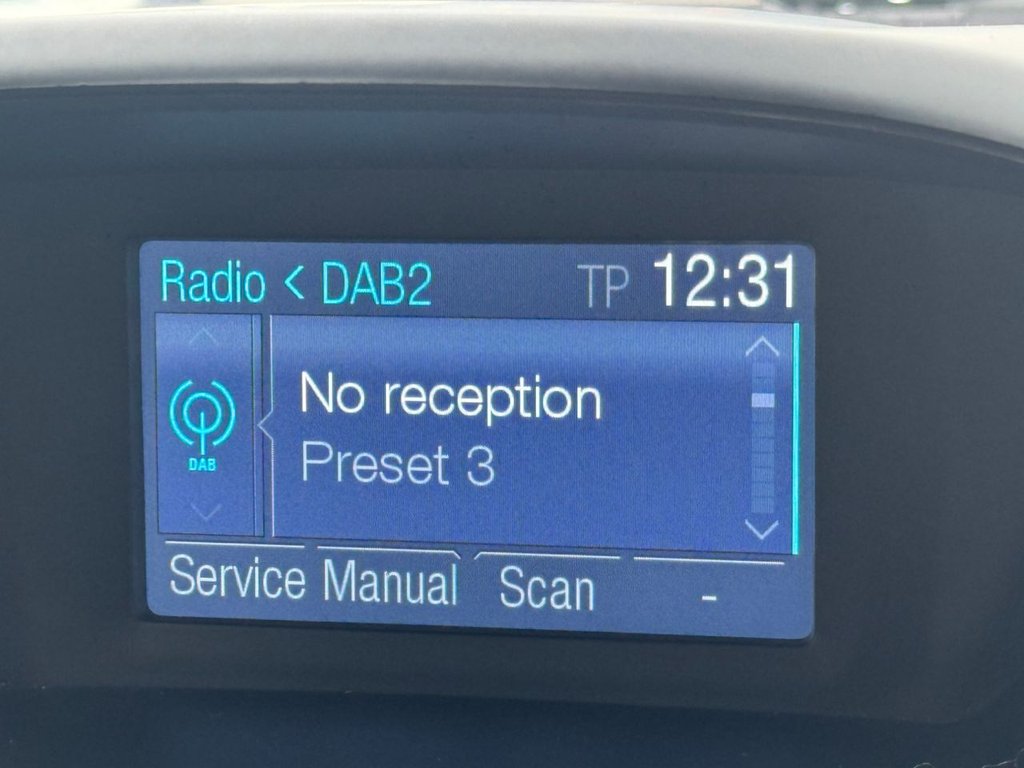 Radio < DAB2 TP 12:31
No reception
DAB
Preset 3
Service Manual Scan -